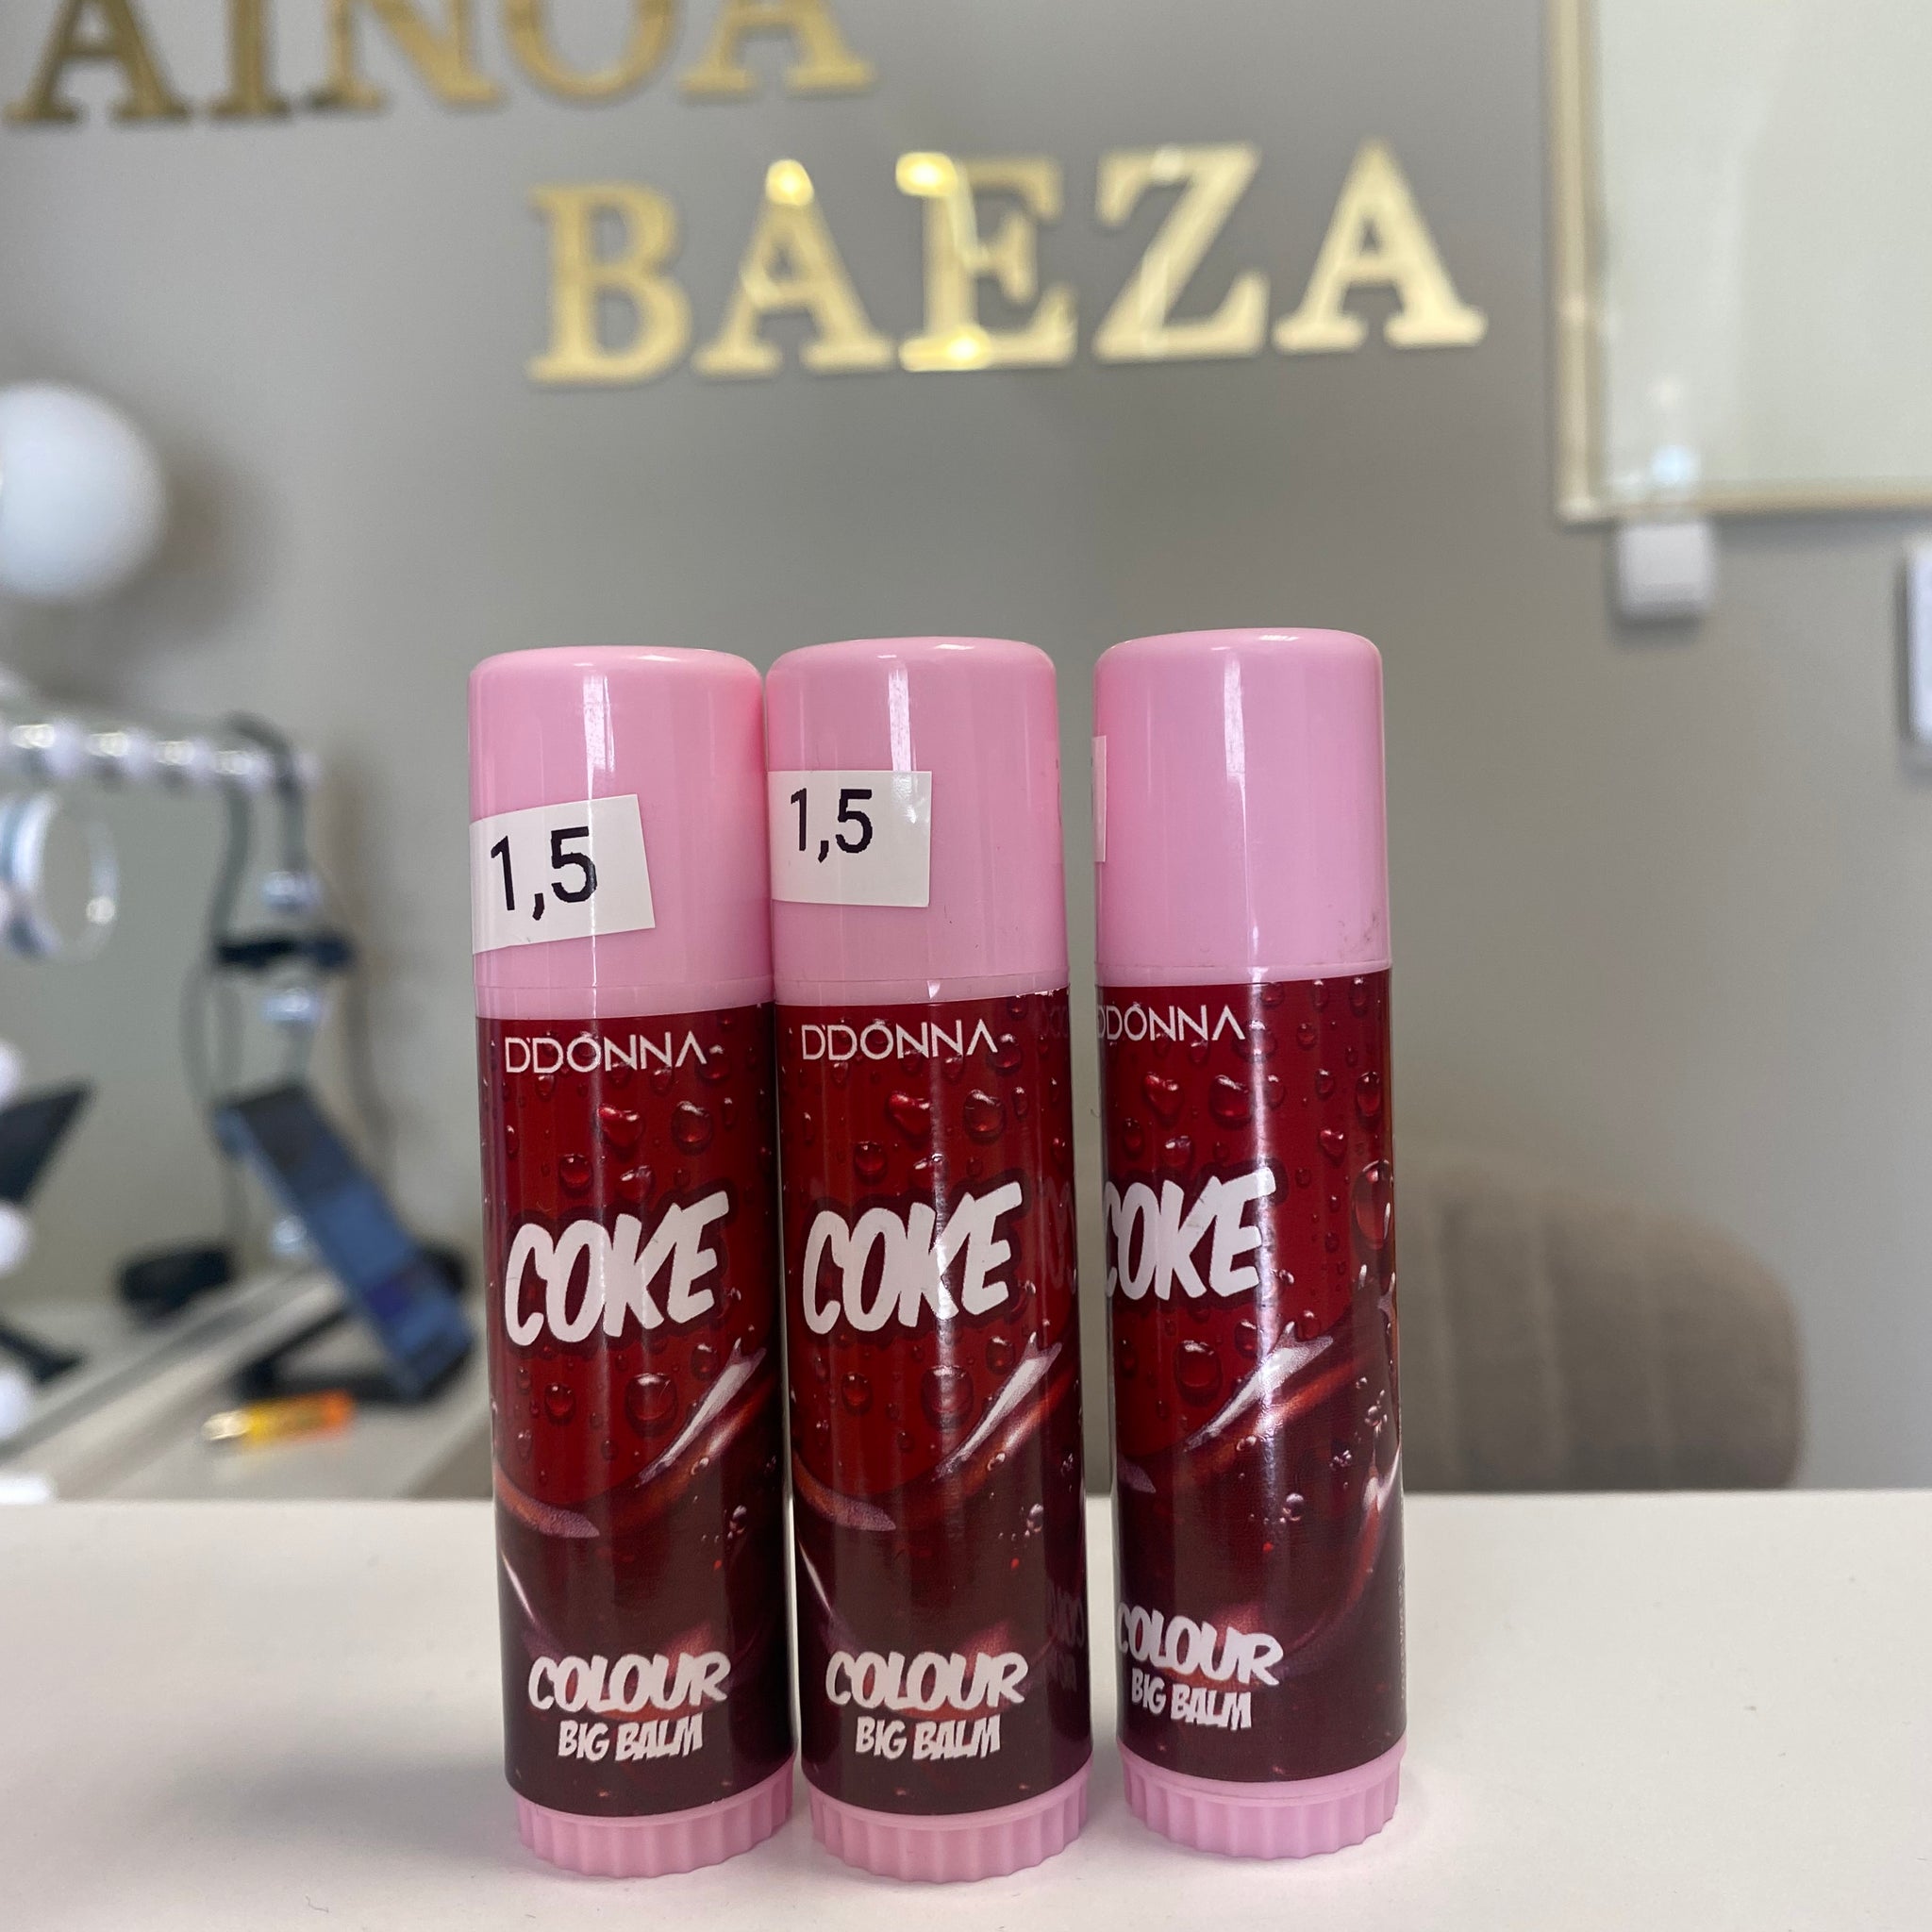 AINOA
BAEZA
1,5
1,5
D'DONNA
D'DONNA
D'DONNA
COKE
COKE
COKE
COLOUR
BIG BALM
COLOUR
BIG BALM
COLOUR
BIG BALM